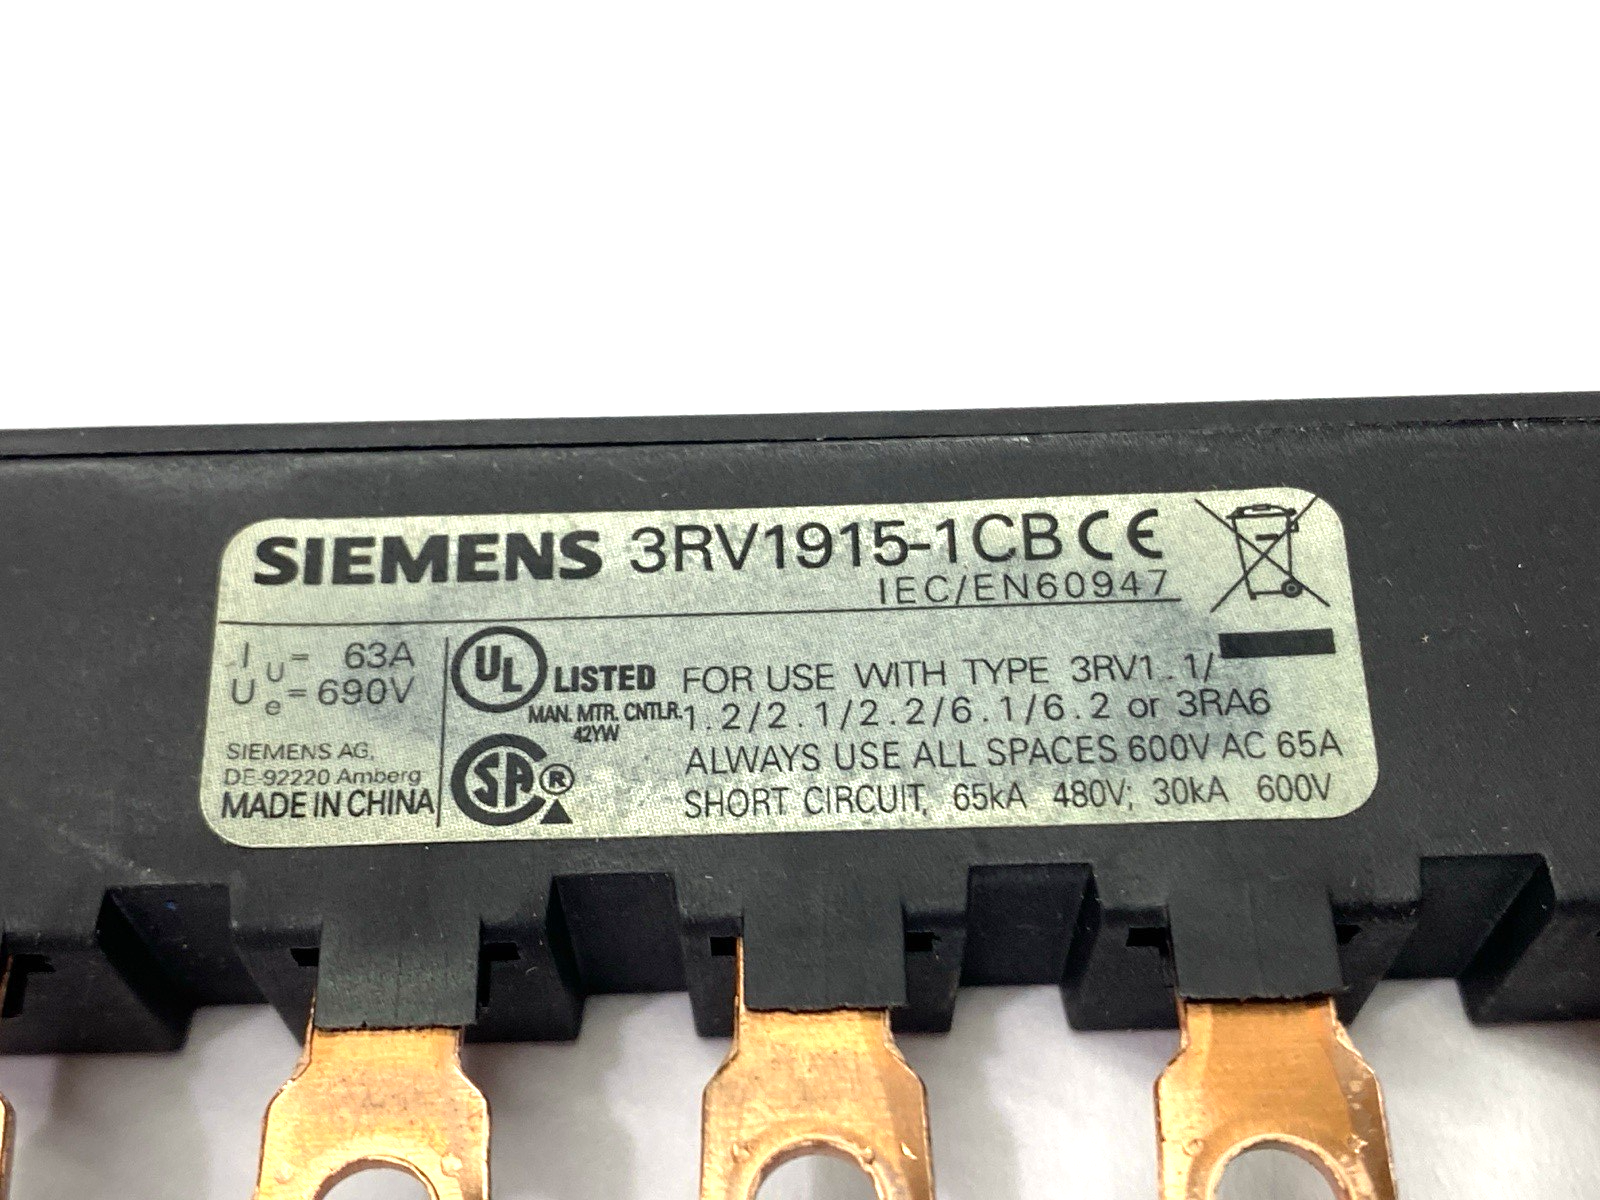 SIEMENS 3RV1915-1CB CE
IEC/EN60947
Iu= 63A
Ue=690V
SIEMENS AG,
DE-92220 Amberg
MADE IN CHINA
UL LISTED
MAN. MTR. CNTLR.
42YW
SA ®
FOR USE WITH TYPE 3RV1.1/
1.2/2.1/2.2/6.1/6.2 or 3RA6
ALWAYS USE ALL SPACES 600V AC 65A
SHORT CIRCUIT, 65kA 480V; 30kA 600V